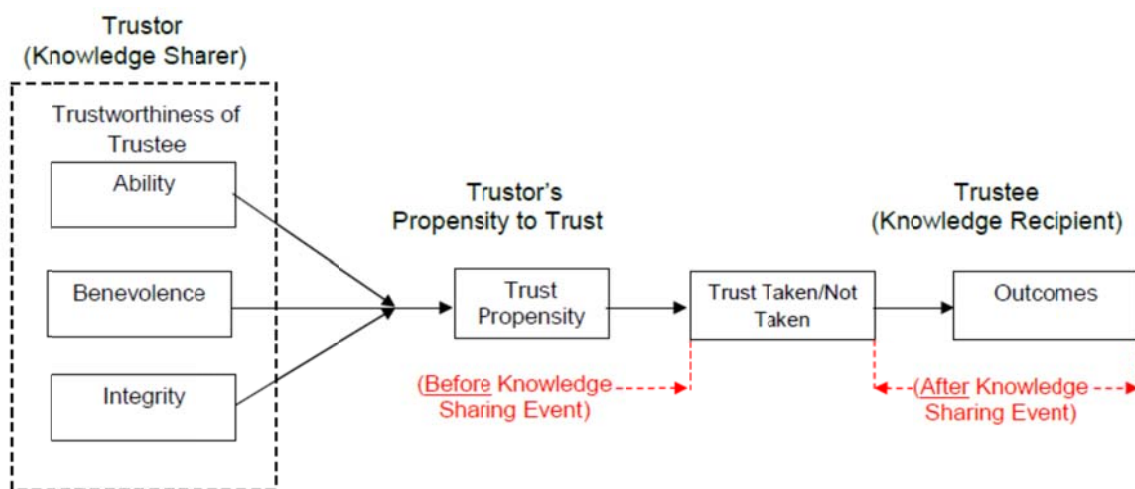 Trustor
(Knowledge Sharer)
Trustworthiness of
Trustee
Ability
Benevolence
Integrity
Trustor's
Propensity to Trust
Trust
Propensity
(Before Knowledge
Sharing Event)
Trust Taken/Not
Taken
Trustee
(Knowledge Recipient)
Outcomes
(After Knowledge
Sharing Event)